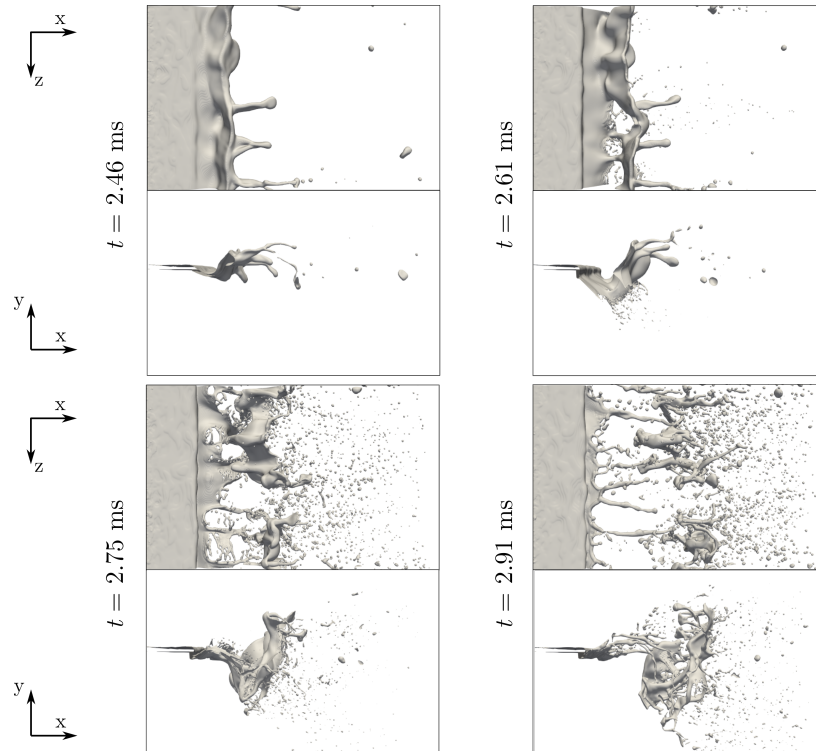 x
z
t = 2.46 ms
y
x
t = 2.61 ms
x
z
t = 2.75 ms
y
x
t = 2.91 ms